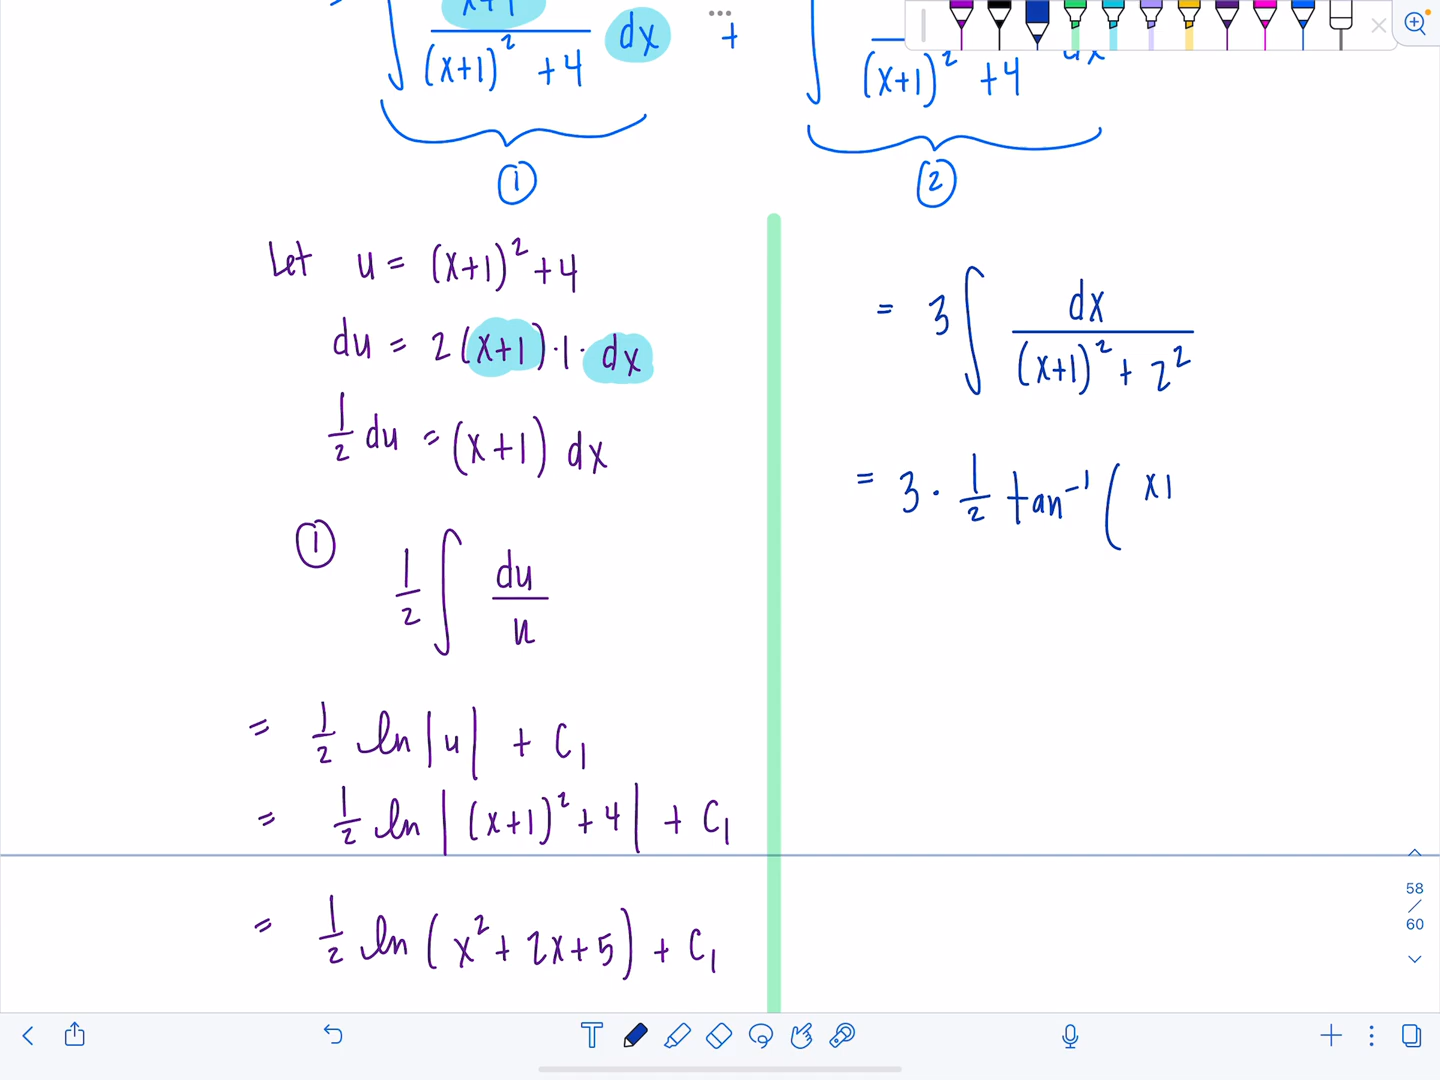 ∫ x+1 / ((x+1)² + 4) dx + ∫ / ((x+1)² + 4) dx
① ②
Let u = (x+1)² + 4
du = 2(x+1)·1·dx
½ du = (x+1) dx
① ½ ∫ du/u
= ½ ln|u| + C₁
= ½ ln|(x+1)² + 4| + C₁
= ½ ln(x² + 2x + 5) + C₁
= 3 ∫ dx / ((x+1)² + 2²)
= 3 · ½ tan⁻¹( x1
58
/
60
T